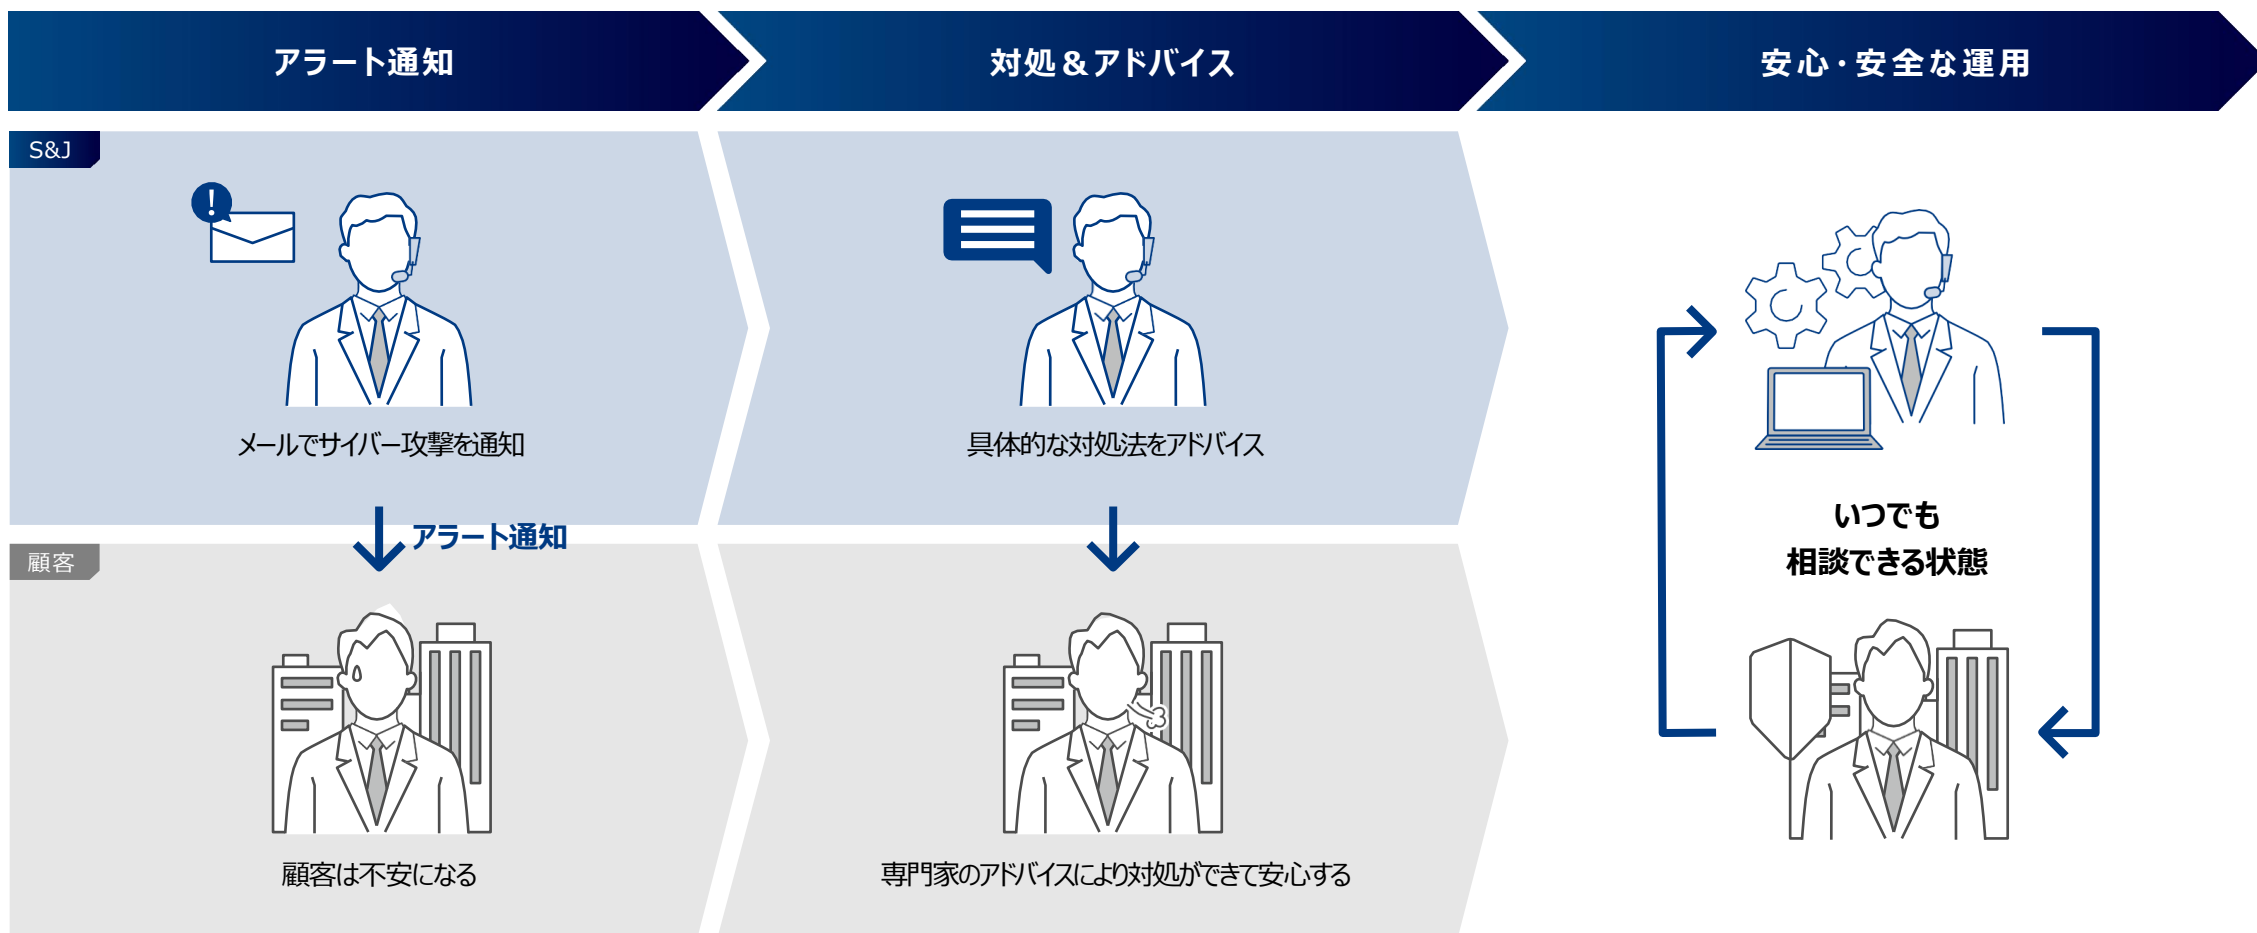 アラート通知
対処＆アドバイス
安心・安全な運用
S&J
メールでサイバー攻撃を通知
具体的な対処法をアドバイス
アラート通知
いつでも
相談できる状態
顧客
顧客は不安になる
専門家のアドバイスにより対処ができて安心する